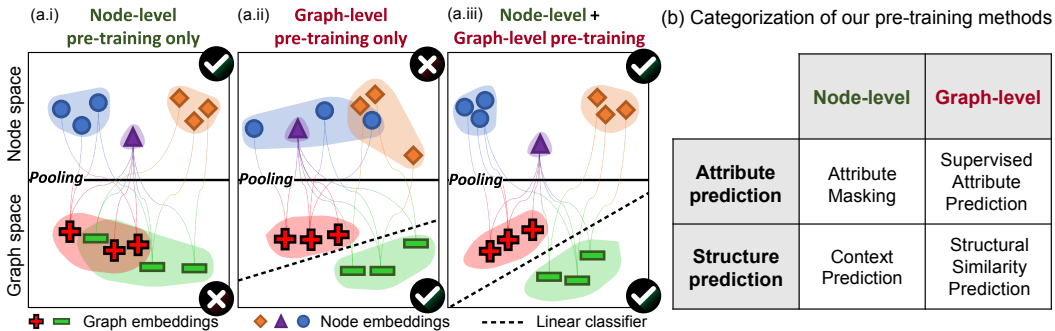 (a.i) Node-level
pre-training only
(a.ii) Graph-level
pre-training only
(a.iii) Node-level +
Graph-level pre-training
Node space
Graph space
Pooling
Pooling
Pooling
Graph embeddings
Node embeddings
Linear classifier
(b) Categorization of our pre-training methods
Node-level
Graph-level
Attribute
prediction
Attribute
Masking
Supervised
Attribute
Prediction
Structure
prediction
Context
Prediction
Structural
Similarity
Prediction